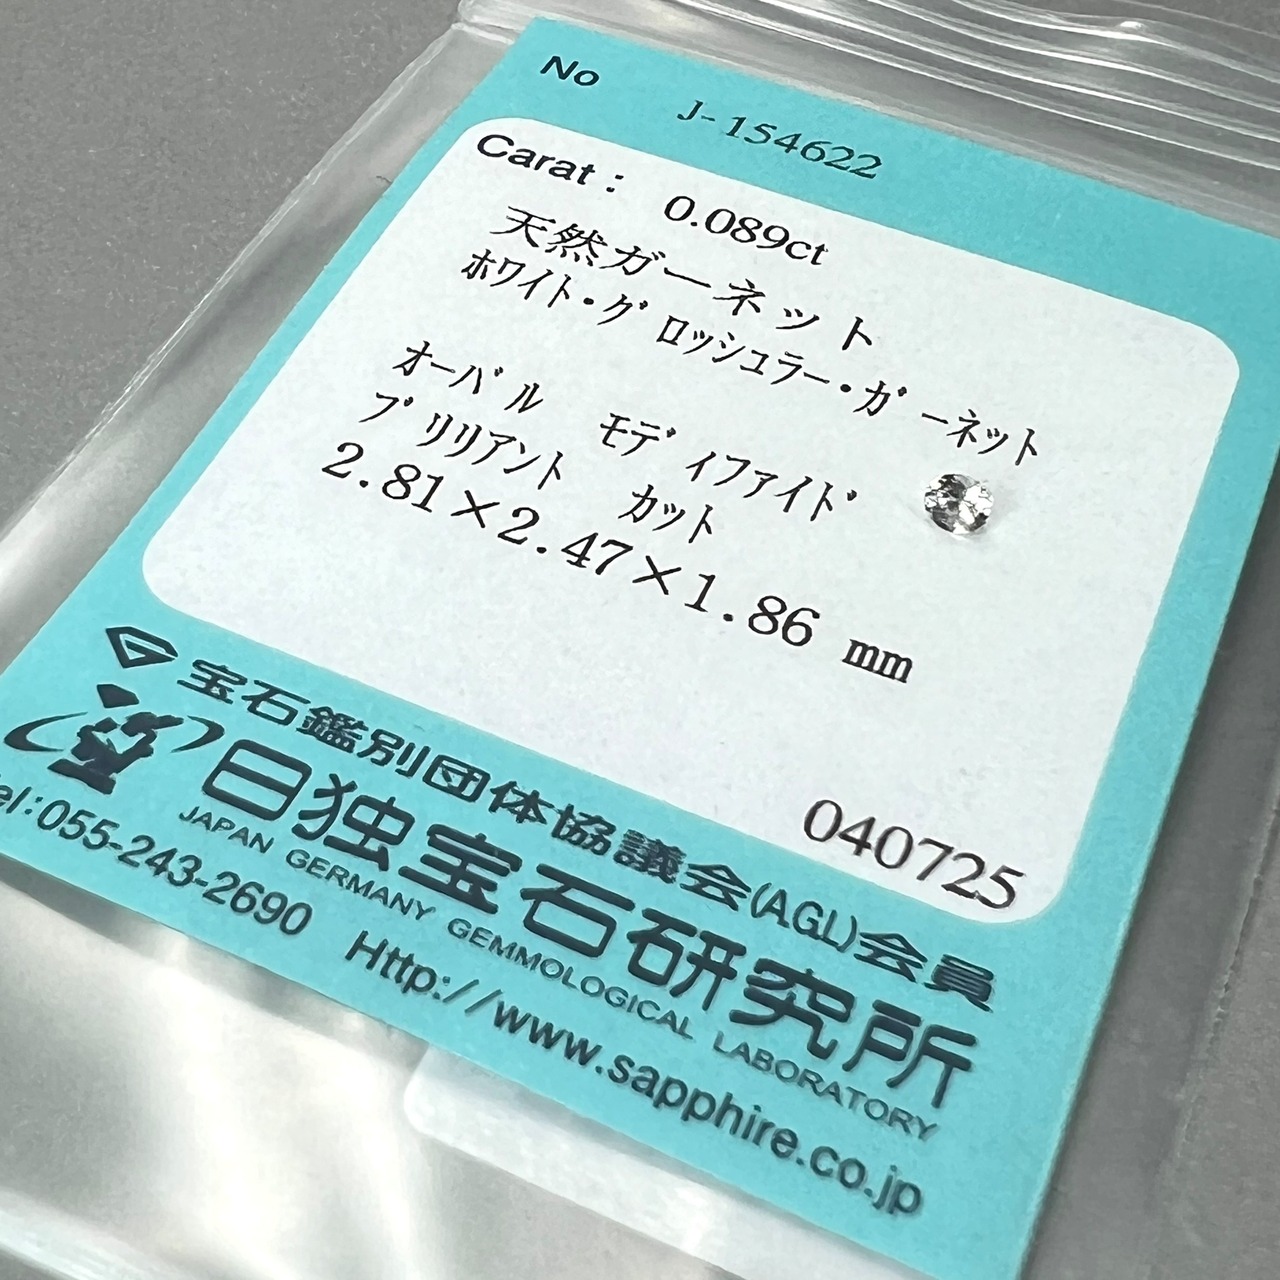 No J-154622
Carat: 0.089ct
天然ガーネット
ﾎﾜｲﾄ・ｸﾞﾛｯｼｭﾗｰ・ｶﾞｰﾈｯﾄ
ｵｰﾊﾞﾙ ﾓﾃﾞｨﾌｧｲﾄﾞ
ﾌﾞﾘﾘｱﾝﾄ ｶｯﾄ
2.81×2.47×1.86 mm
040725
宝石鑑別団体協議会(AGL)会員
日独宝石研究所
JAPAN GERMANY GEMMOLOGICAL LABORATORY
el:055-243-2690 Http://www.sapphire.co.jp